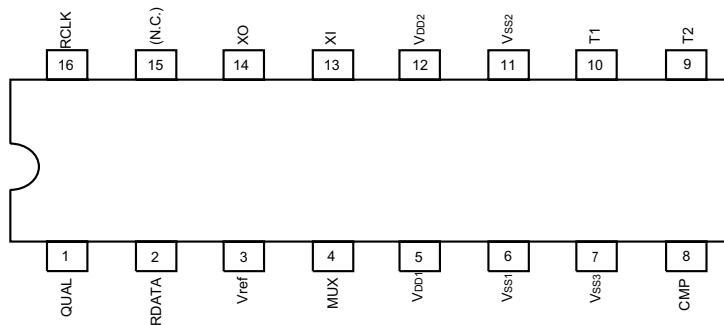 RCLK (N.C.) XO XI VDD2 VSS2 T1 T2
16 15 14 13 12 11 10 9
1 2 3 4 5 6 7 8
QUAL RDATA Vref MUX VDD1 VSS1 VSS3 CMP